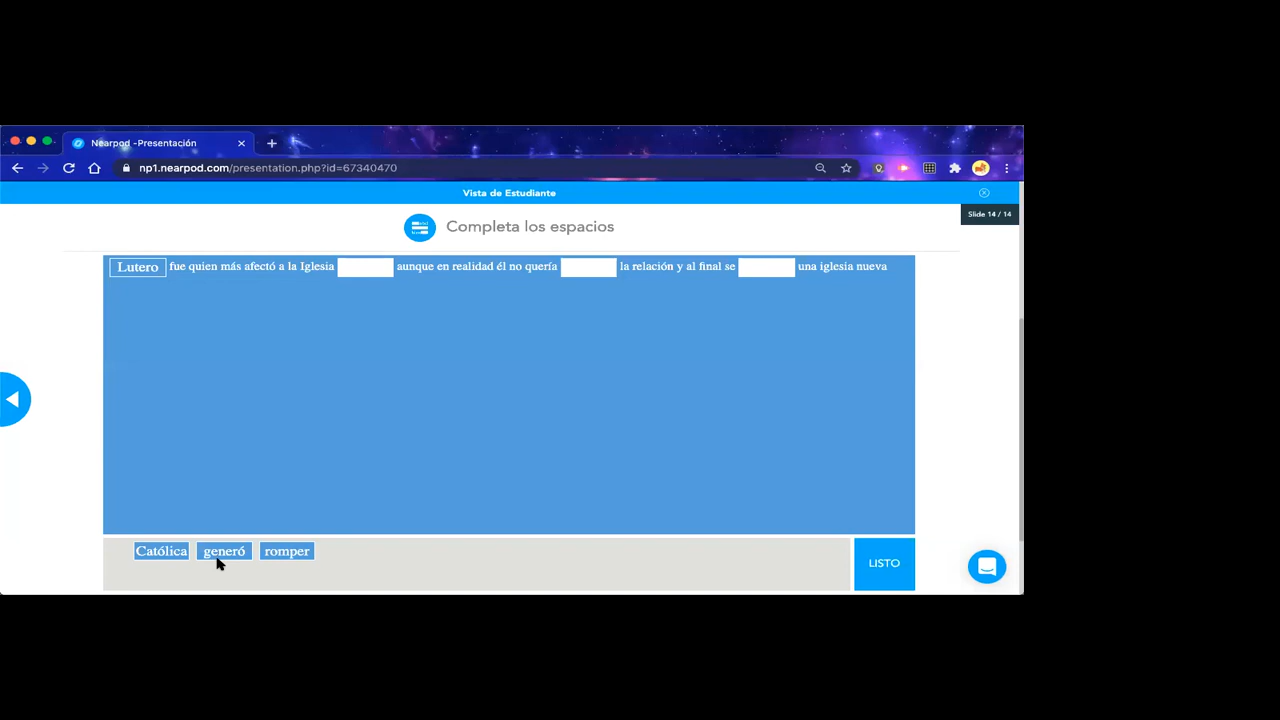 Nearpod -Presentación
np1.nearpod.com/presentation.php?id=67340470
Vista de Estudiante
Slide 14 / 14
Completa los espacios
Lutero fue quien más afectó a la Iglesia aunque en realidad él no quería la relación y al final se una iglesia nueva
Católica generó romper
LISTO